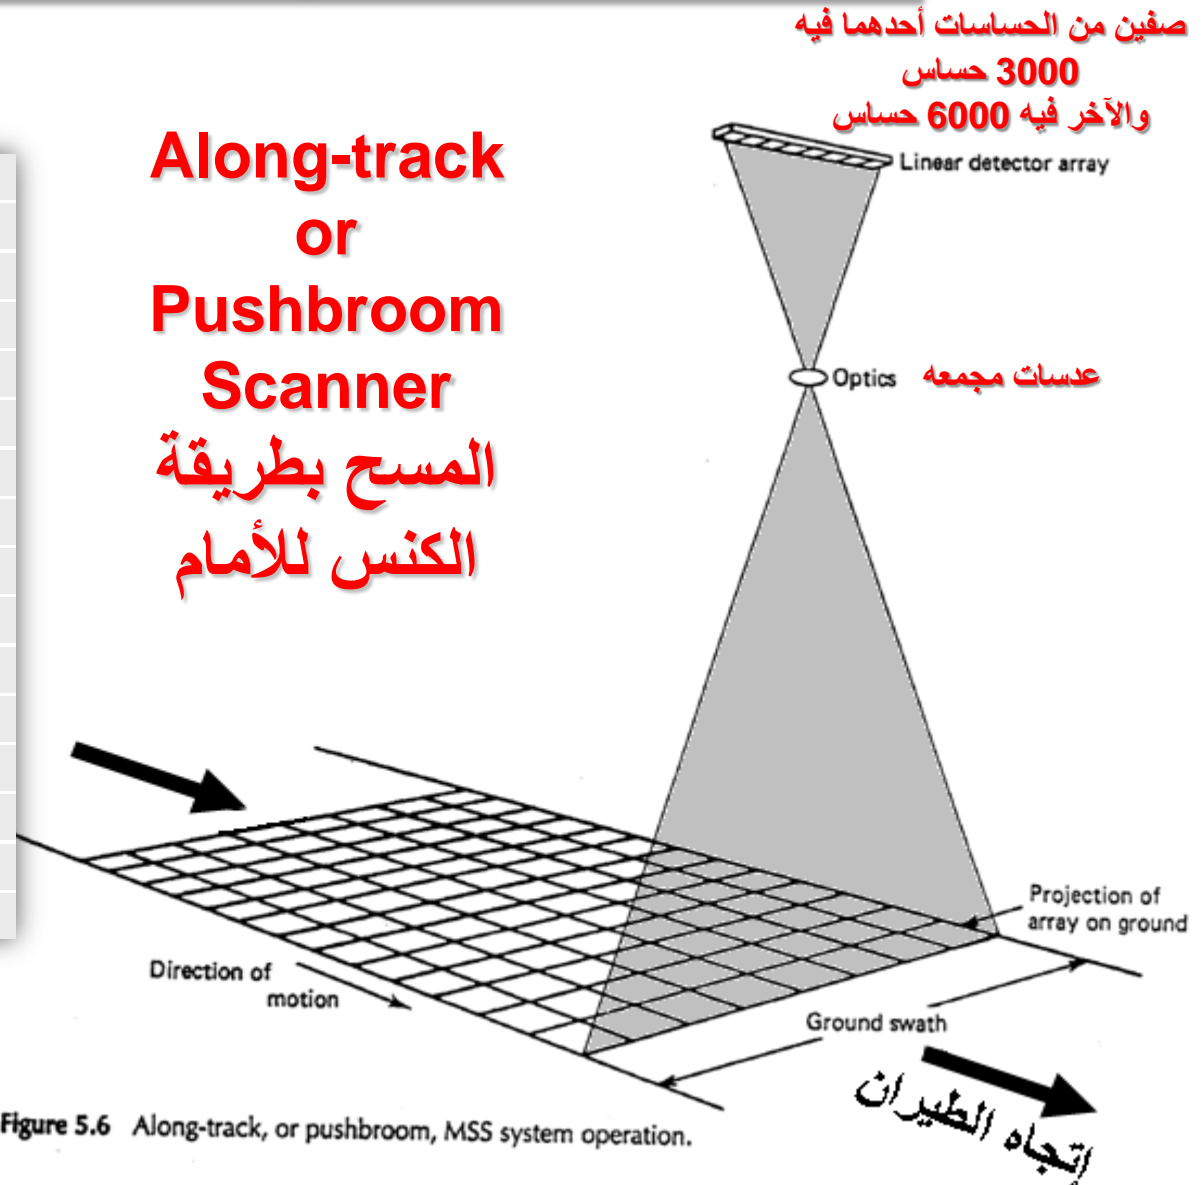 صفين من الحساسات أحدهما فيه
3000 حساس
والآخر فيه 6000 حساس
Linear detector array
Along-track
or
Pushbroom
Scanner
المسح بطريقة
الكنس للأمام
Optics
عدسات مجمعه
Projection of
array on ground
Direction of
motion
Ground swath
إتجاه الطيران
Figure 5.6 Along-track, or pushbroom, MSS system operation.